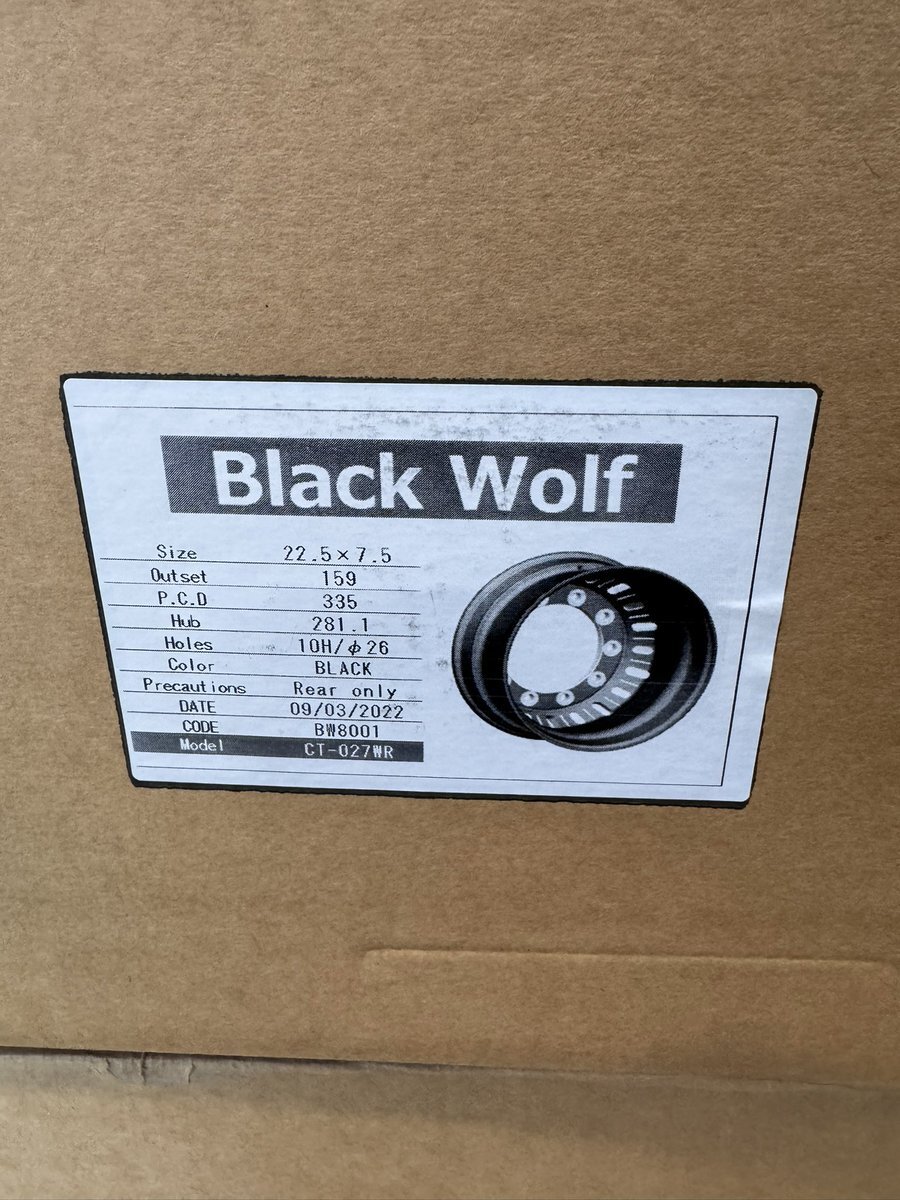 Black Wolf
Size 22.5×7.5
Outset 159
P.C.D 335
Hub 281.1
Holes 10H/φ26
Color BLACK
Precautions Rear only
DATE 09/03/2022
CODE BW8001
Model CT-027WR